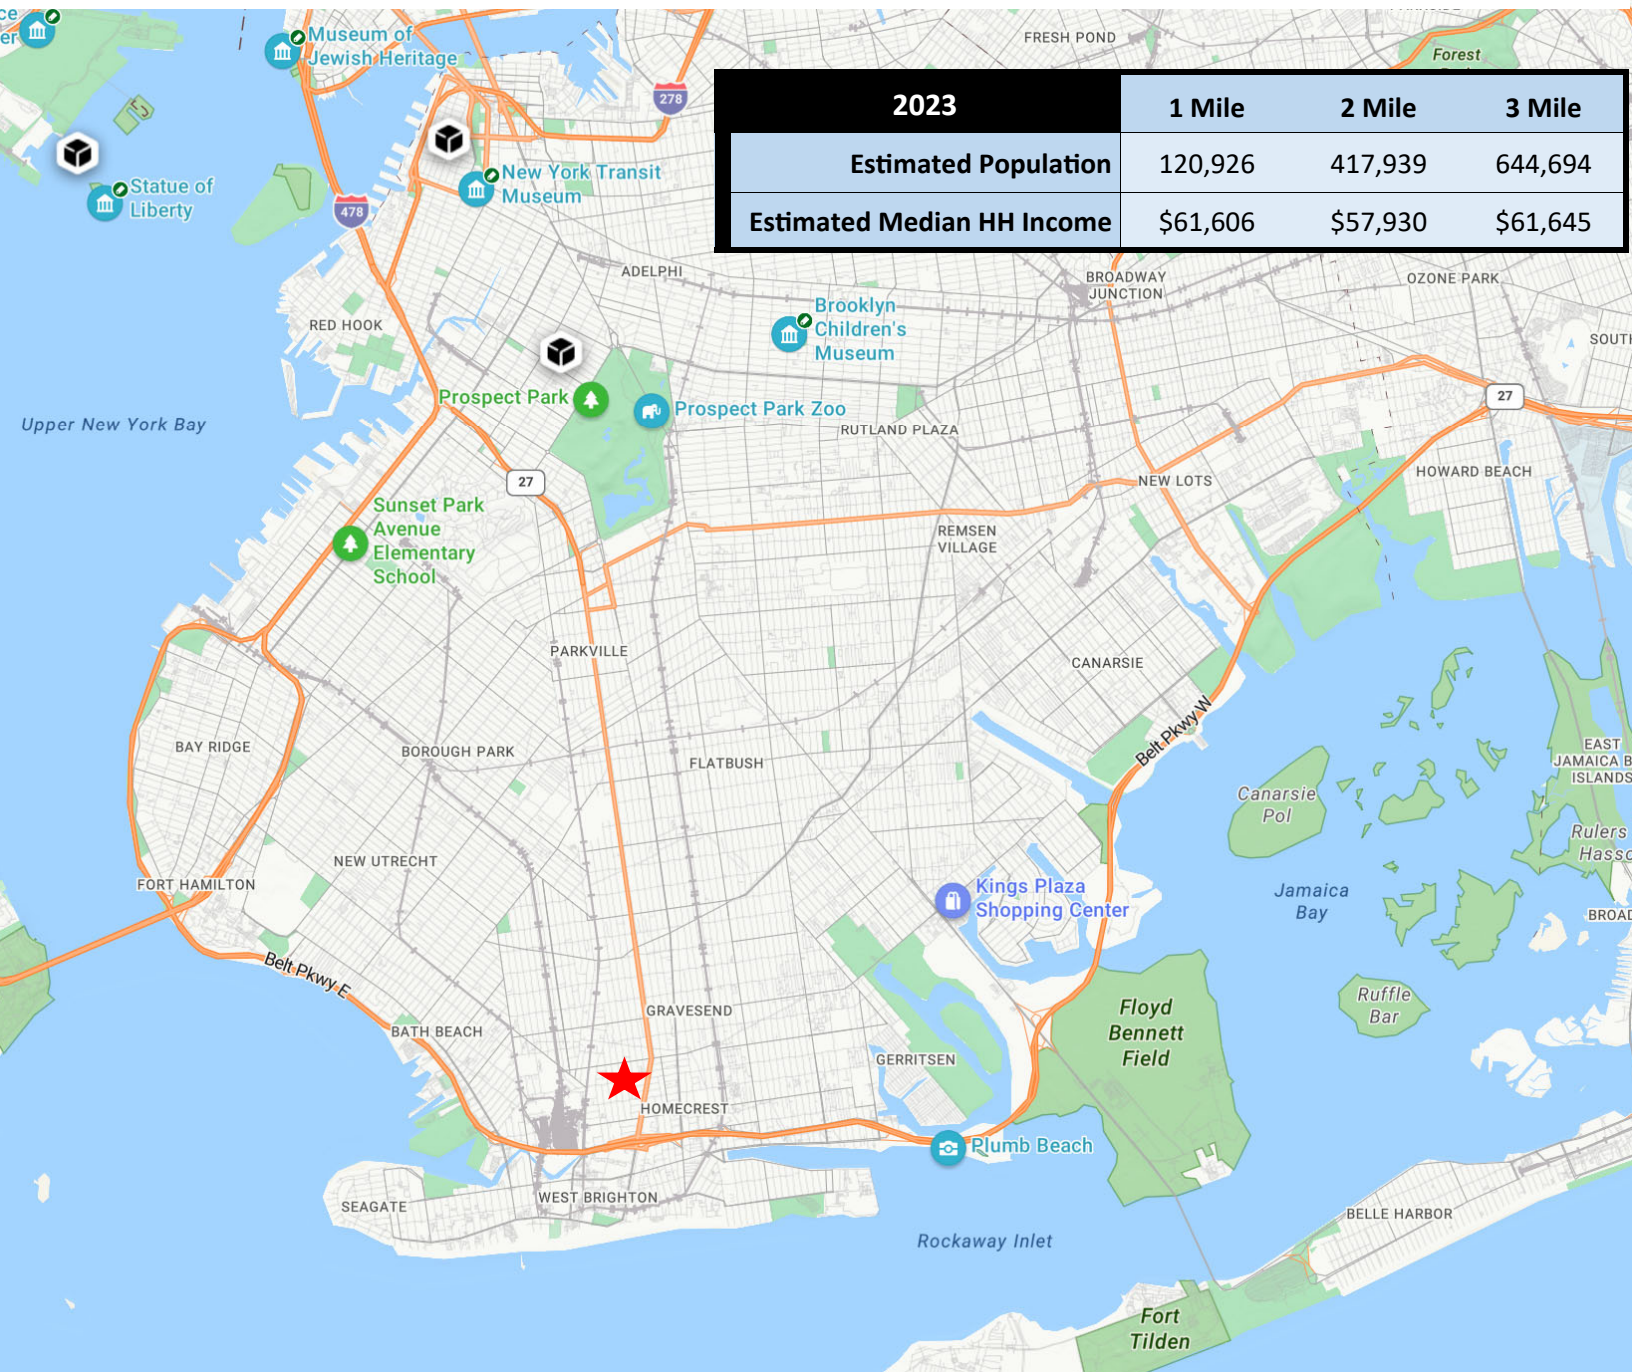 ce
er
Museum of
Jewish Heritage
FRESH POND
Forest
278
2023 1 Mile 2 Mile 3 Mile
Estimated Population 120,926 417,939 644,694
Estimated Median HH Income $61,606 $57,930 $61,645
New York Transit
Museum
Statue of
Liberty
478
ADELPHI
BROADWAY
JUNCTION
OZONE PARK
RED HOOK
Brooklyn
Children's
Museum
SOUTH
Prospect Park
Prospect Park Zoo
27
Upper New York Bay
RUTLAND PLAZA
27
NEW LOTS
HOWARD BEACH
Sunset Park
Avenue
Elementary
School
REMSEN
VILLAGE
PARKVILLE
CANARSIE
Belt Pkwy W
BAY RIDGE
BOROUGH PARK
FLATBUSH
EAST
JAMAICA B
ISLANDS
Canarsie
Pol
Rulers
Hasso
NEW UTRECHT
FORT HAMILTON
Kings Plaza
Shopping Center
Jamaica
Bay
BROAD
Belt Pkwy E
GRAVESEND
Floyd
Bennett
Field
Ruffle
Bar
BATH BEACH
GERRITSEN
HOMECREST
Plumb Beach
SEAGATE
WEST BRIGHTON
BELLE HARBOR
Rockaway Inlet
Fort
Tilden